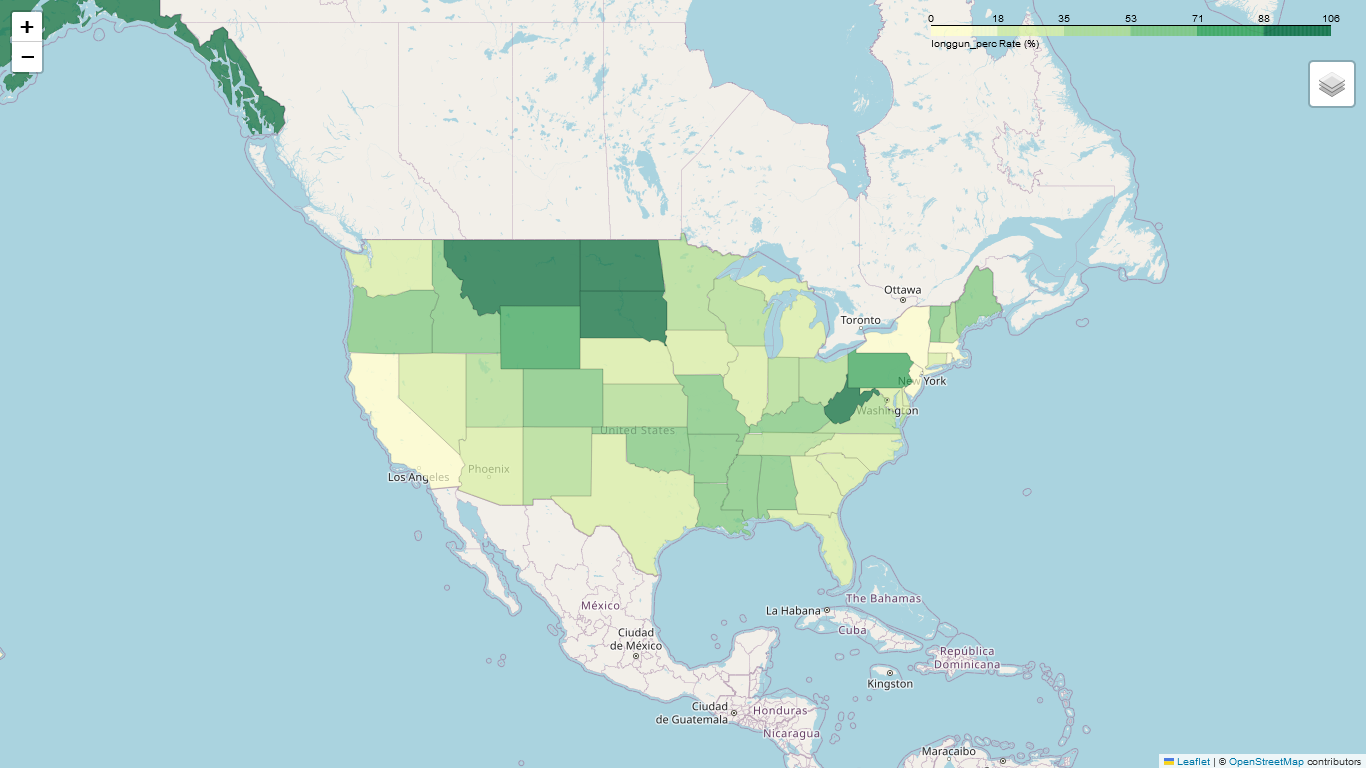 +
−
0 18 35 53 71 88 106
longgun_perc Rate (%)
Ottawa
Toronto
New York
Washington
United States
Phoenix
Los Angeles
México
Ciudad
de México
La Habana
The Bahamas
Cuba
República
Dominicana
Kingston
Ciudad
de Guatemala
Honduras
Nicaragua
Maracaibo
Leaflet | © OpenStreetMap contributors